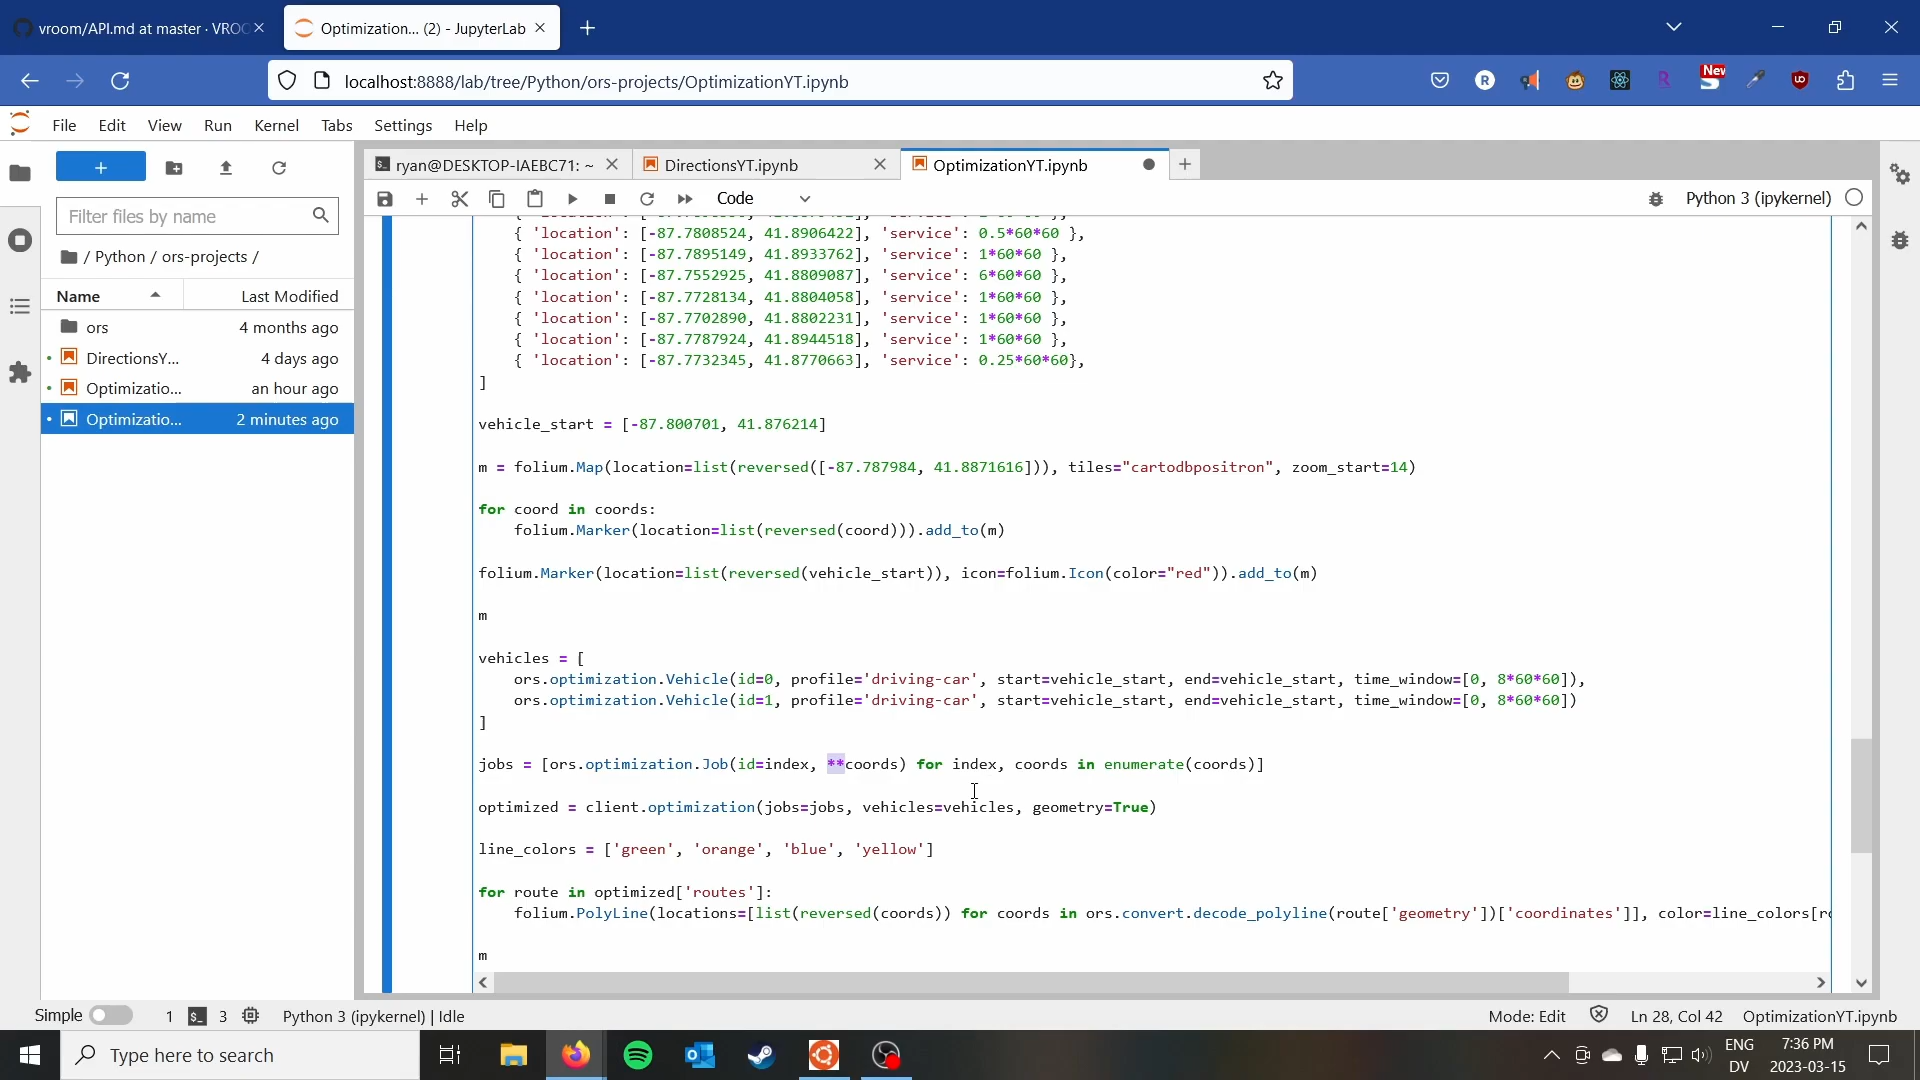 vroom/API.md at master · VROO
Optimization... (2) - JupyterLab
localhost:8888/lab/tree/Python/ors-projects/OptimizationYT.ipynb
New
File Edit View Run Kernel Tabs Settings Help
ryan@DESKTOP-IAEBC71: ~
DirectionsYT.ipynb
OptimizationYT.ipynb
Code
Python 3 (ipykernel)
Filter files by name
/ Python / ors-projects /
Name Last Modified
ors 4 months ago
DirectionsY... 4 days ago
Optimizatio... an hour ago
Optimizatio... 2 minutes ago
{ 'location': [-87.7808524, 41.8906422], 'service': 0.5*60*60 },
{ 'location': [-87.7895149, 41.8933762], 'service': 1*60*60 },
{ 'location': [-87.7552925, 41.8809087], 'service': 6*60*60 },
{ 'location': [-87.7728134, 41.8804058], 'service': 1*60*60 },
{ 'location': [-87.7702890, 41.8802231], 'service': 1*60*60 },
{ 'location': [-87.7787924, 41.8944518], 'service': 1*60*60 },
{ 'location': [-87.7732345, 41.8770663], 'service': 0.25*60*60},
]
vehicle_start = [-87.800701, 41.876214]
m = folium.Map(location=list(reversed([-87.787984, 41.8871616])), tiles="cartodbpositron", zoom_start=14)
for coord in coords:
folium.Marker(location=list(reversed(coord))).add_to(m)
folium.Marker(location=list(reversed(vehicle_start)), icon=folium.Icon(color="red")).add_to(m)
m
vehicles = [
ors.optimization.Vehicle(id=0, profile='driving-car', start=vehicle_start, end=vehicle_start, time_window=[0, 8*60*60]),
ors.optimization.Vehicle(id=1, profile='driving-car', start=vehicle_start, end=vehicle_start, time_window=[0, 8*60*60])
]
jobs = [ors.optimization.Job(id=index, **coords) for index, coords in enumerate(coords)]
optimized = client.optimization(jobs=jobs, vehicles=vehicles, geometry=True)
line_colors = ['green', 'orange', 'blue', 'yellow']
for route in optimized['routes']:
folium.PolyLine(locations=[list(reversed(coords)) for coords in ors.convert.decode_polyline(route['geometry'])['coordinates']], color=line_colors[ro
m
Simple 1 3 Python 3 (ipykernel) | Idle
Mode: Edit Ln 28, Col 42 OptimizationYT.ipynb
Type here to search
ENG
DV
7:36 PM
2023-03-15